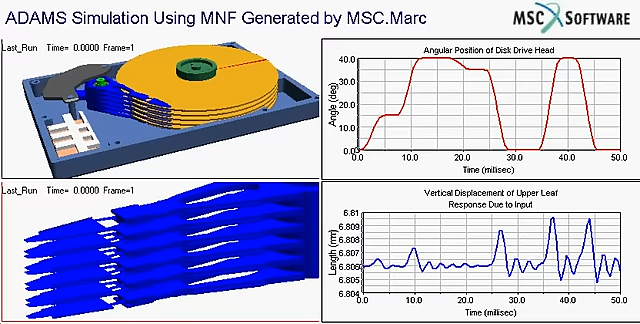 ADAMS Simulation Using MNF Generated by MSC.Marc
MSC SOFTWARE
Last_Run Time= 0.0000 Frame=1
Angular Position of Disk Drive Head
40.0
30.0
20.0
10.0
0.0
Angle (deg)
0.0 10.0 20.0 30.0 40.0 50.0
Time (millisec)
Last_Run Time= 0.0000 Frame=1
Vertical Displacement of Upper Leaf
Response Due to Input
6.81
6.809
6.807
6.806
6.804
Length (mm)
0.0 10.0 20.0 30.0 40.0 50.0
Time (millisec)